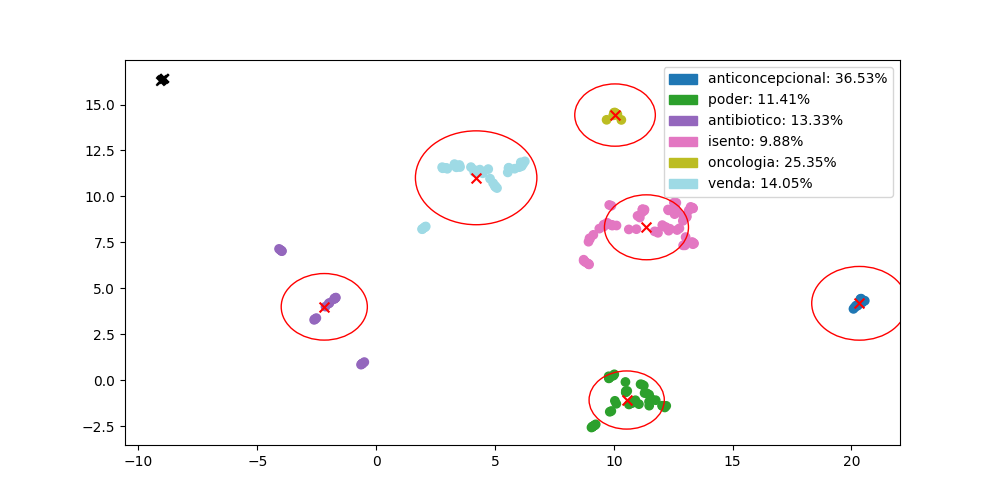 anticoncepcional: 36.53%
poder: 11.41%
antibiotico: 13.33%
isento: 9.88%
oncologia: 25.35%
venda: 14.05%
15.0
12.5
10.0
7.5
5.0
2.5
0.0
−2.5
−10 −5 0 5 10 15 20